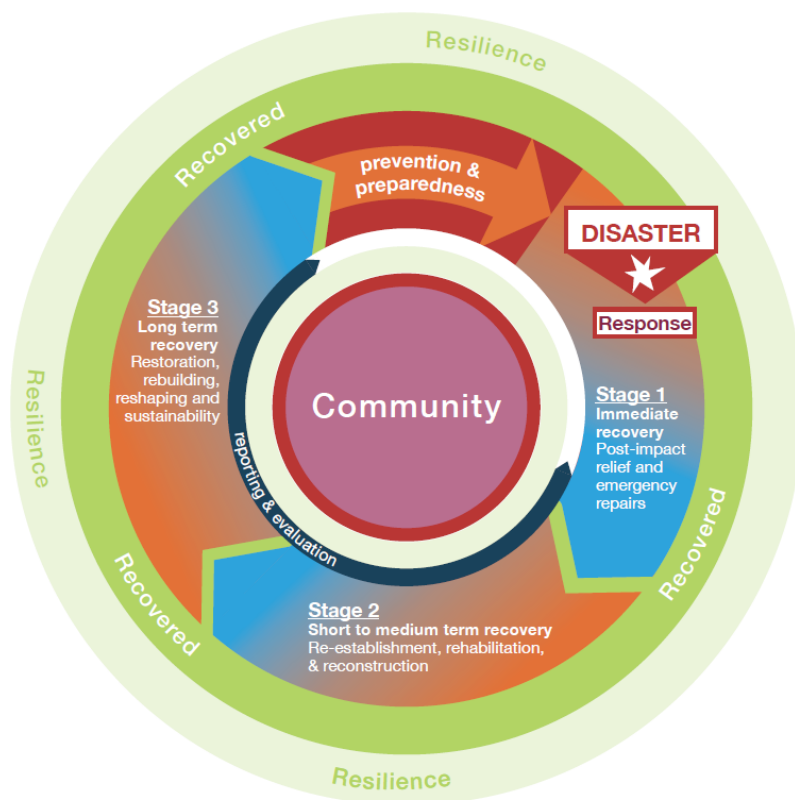 Resilience
Recovered
prevention &
preparedness
DISASTER
Response
Stage 1
Immediate
recovery
Post-impact
relief and
emergency
repairs
Recovered
Stage 2
Short to medium term recovery
Re-establishment, rehabilitation,
& reconstruction
Recovered
Stage 3
Long term
recovery
Restoration,
rebuilding,
reshaping and
sustainability
reporting & evaluation
Community
Resilience
Resilience